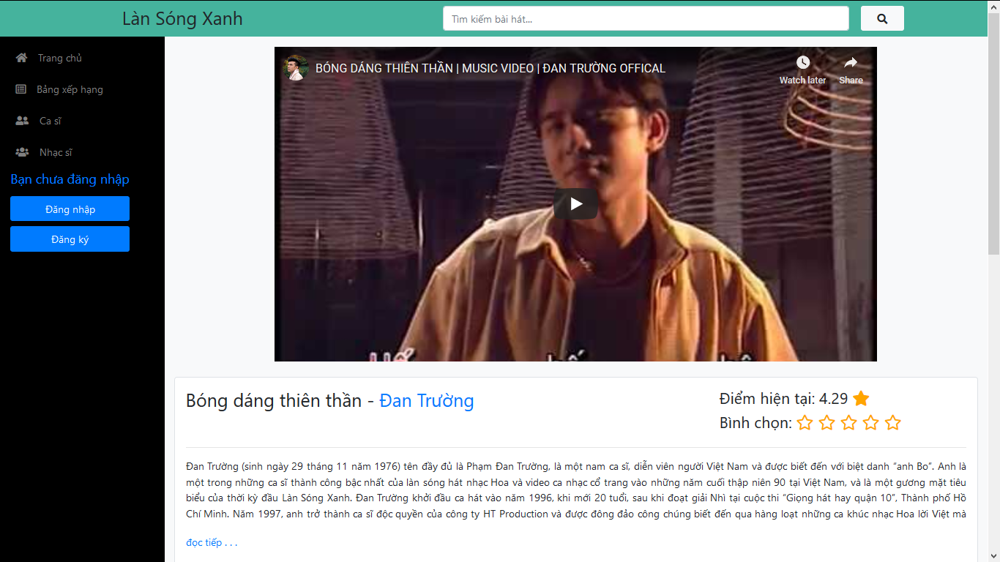 Làn Sóng Xanh
Tìm kiếm bài hát...
Trang chủ
Bảng xếp hạng
Ca sĩ
Nhạc sĩ
Bạn chưa đăng nhập
Đăng nhập
Đăng ký
BÓNG DÁNG THIÊN THẦN | MUSIC VIDEO | ĐAN TRƯỜNG OFFICAL
Watch later
Share
Bóng dáng thiên thần - Đan Trường
Điểm hiện tại: 4.29
Bình chọn:
Đan Trường (sinh ngày 29 tháng 11 năm 1976) tên đầy đủ là Phạm Đan Trường, là một nam ca sĩ, diễn viên người Việt Nam và được biết đến với biệt danh “anh Bo”. Anh là
một trong những ca sĩ thành công bậc nhất của làn sóng hát nhạc Hoa và video ca nhạc cổ trang vào những năm cuối thập niên 90 tại Việt Nam, và là một gương mặt tiêu
biểu của thời kỳ đầu Làn Sóng Xanh. Đan Trường khởi đầu ca hát vào năm 1996, khi mới 20 tuổi, sau khi đoạt giải Nhì tại cuộc thi “Giọng hát hay quận 10”, Thành phố Hồ
Chí Minh. Năm 1997, anh trở thành ca sĩ độc quyền của công ty HT Production và được đông đảo công chúng biết đến qua hàng loạt những ca khúc nhạc Hoa lời Việt mà
đọc tiếp . . .